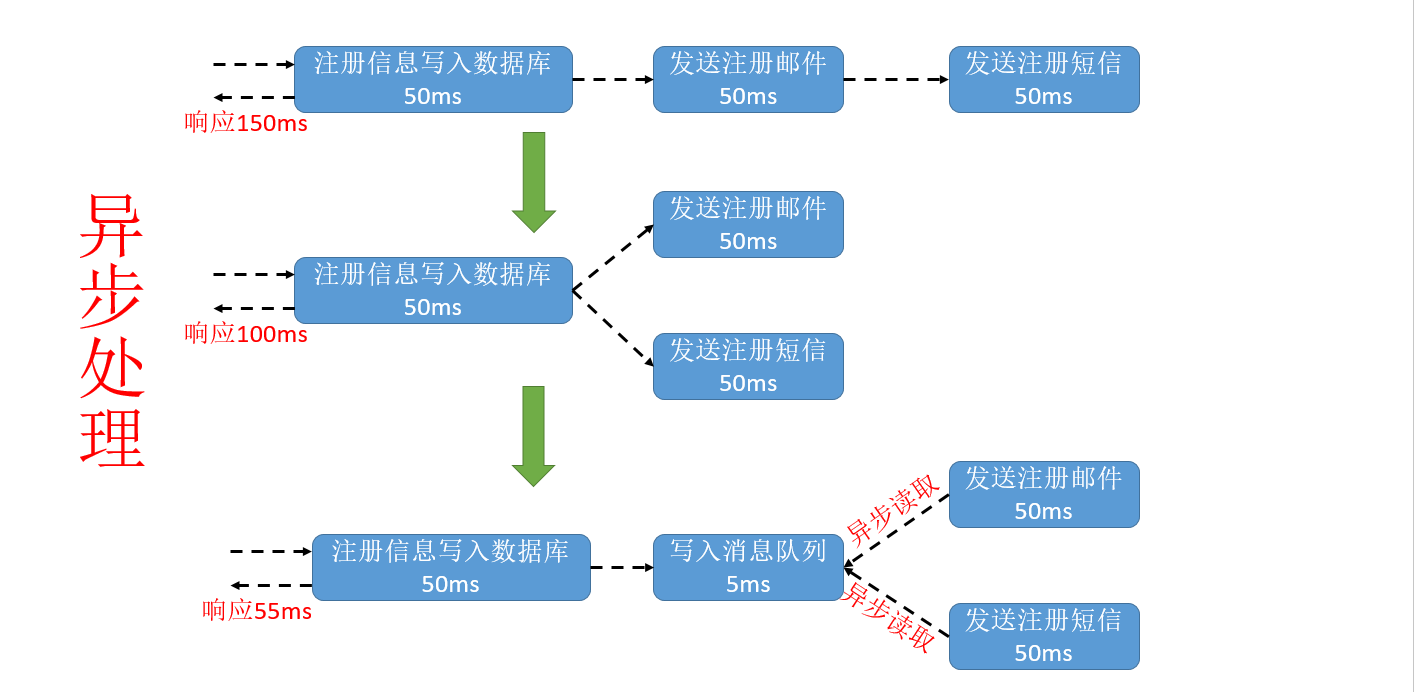 注册信息写入数据库
50ms
发送注册邮件
50ms
发送注册短信
50ms
响应150ms
异步处理
发送注册邮件
50ms
注册信息写入数据库
50ms
响应100ms
发送注册短信
50ms
发送注册邮件
50ms
异步读取
注册信息写入数据库
50ms
写入消息队列
5ms
响应55ms
异步读取
发送注册短信
50ms